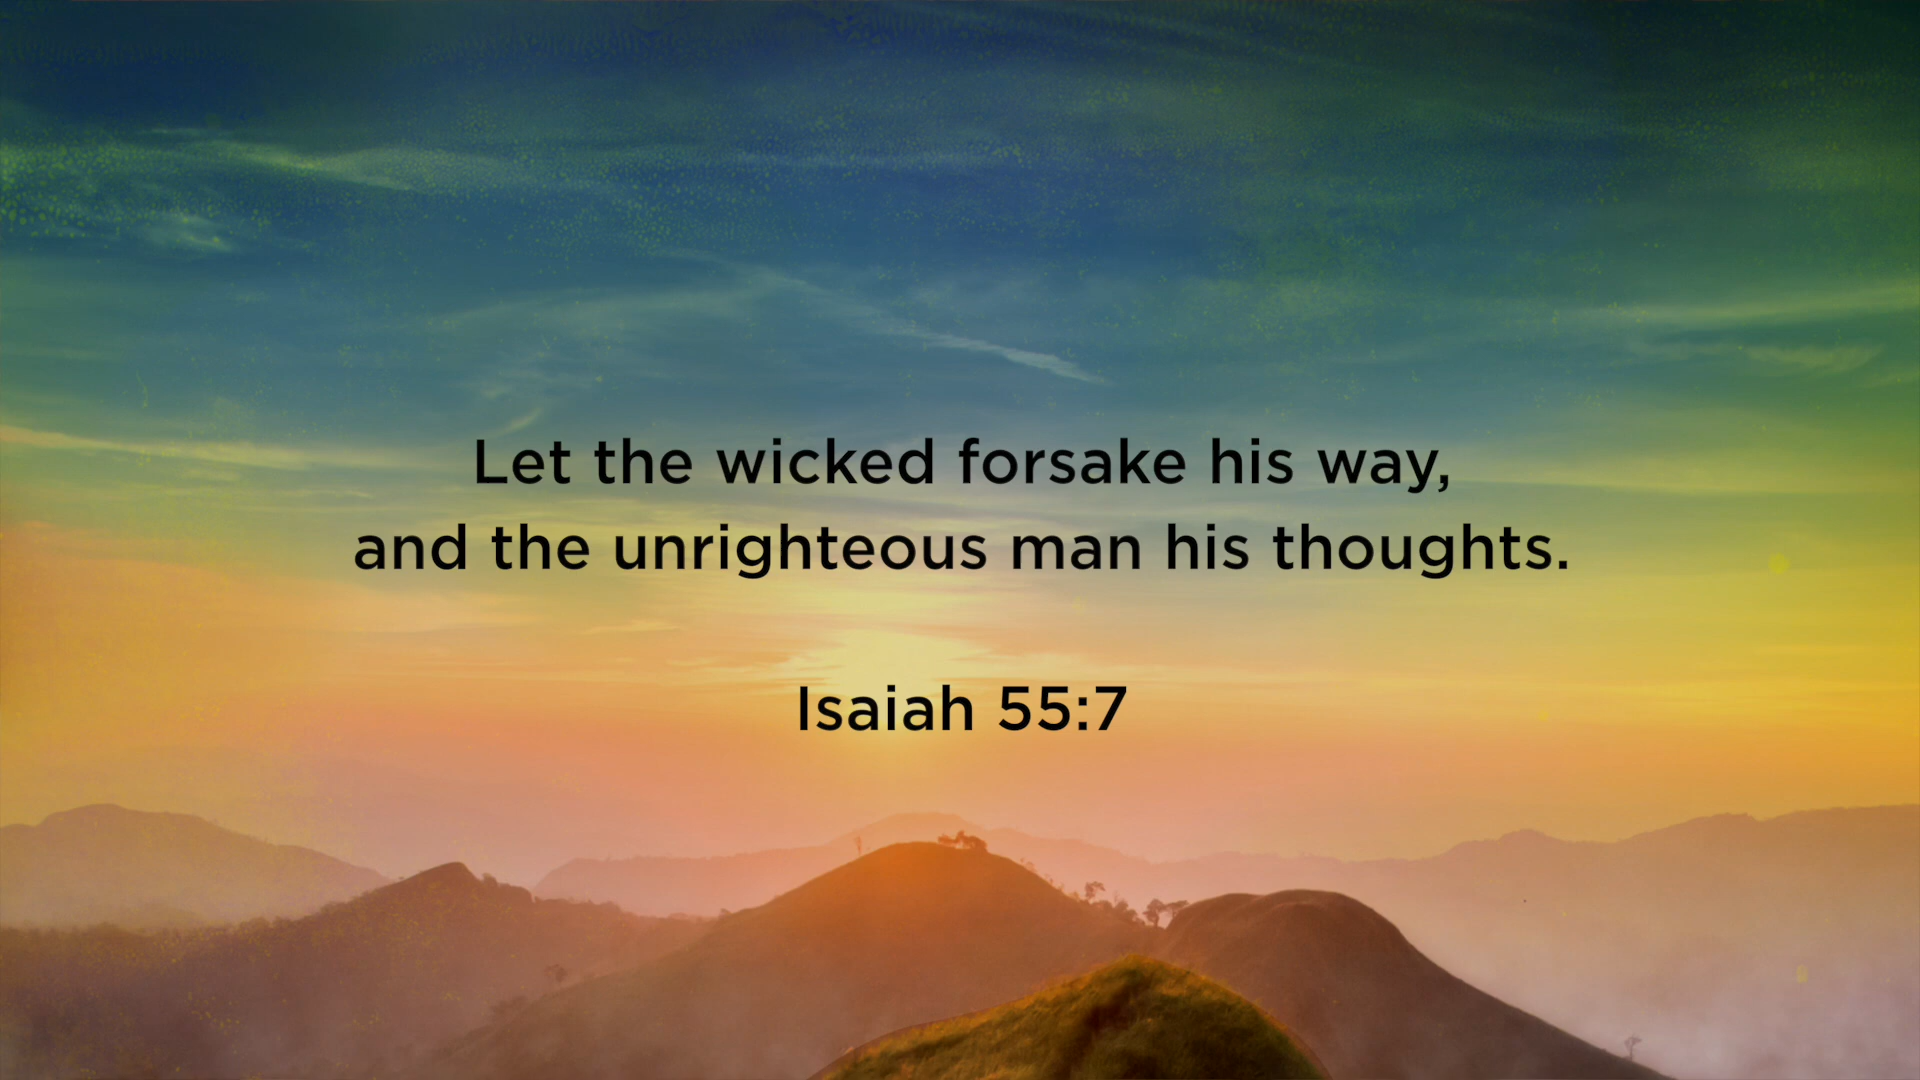 Let the wicked forsake his way,
and the unrighteous man his thoughts.
Isaiah 55:7